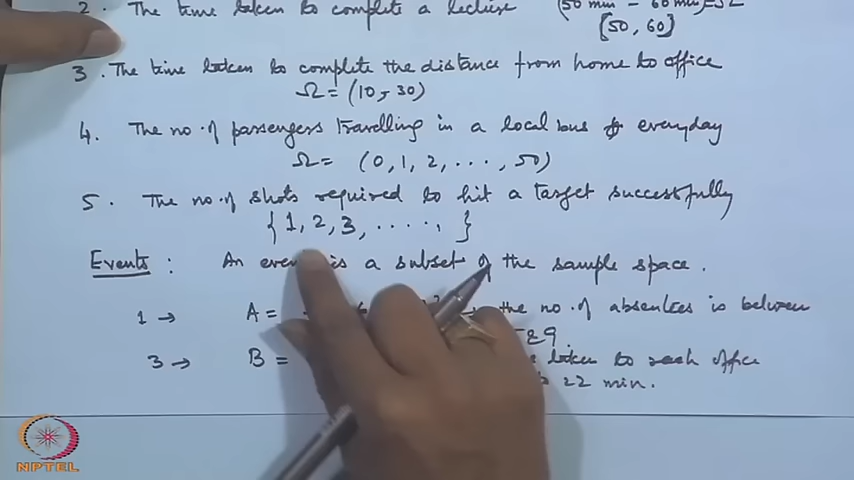 2. The time taken to complete a lecture (50 min - 60 min) = Ω
[50, 60]
3. The time taken to complete the distance from home to office
Ω = (10, 30)
4. The no. of passengers travelling in a local bus everyday
Ω = (0, 1, 2, ..., 50)
5. The no. of shots required to hit a target successfully
{1, 2, 3, ...., }
Events : An event is a subset of the sample space.
1 → A = the no. of absentees is between
5 & 9.
3 → B = taken to reach office
22 min.
NPTEL